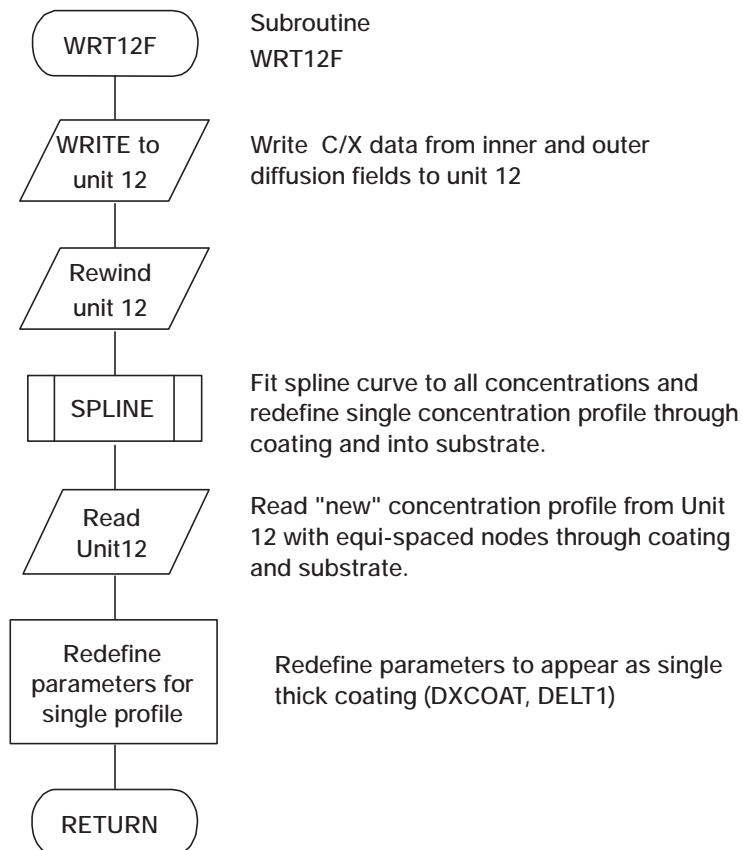 WRT12F
Subroutine
WRT12F
WRITE to
unit 12
Write C/X data from inner and outer
diffusion fields to unit 12
Rewind
unit 12
SPLINE
Fit spline curve to all concentrations and
redefine single concentration profile through
coating and into substrate.
Read
Unit12
Read "new" concentration profile from Unit
12 with equi-spaced nodes through coating
and substrate.
Redefine
parameters for
single profile
Redefine parameters to appear as single
thick coating (DXCOAT, DELT1)
RETURN